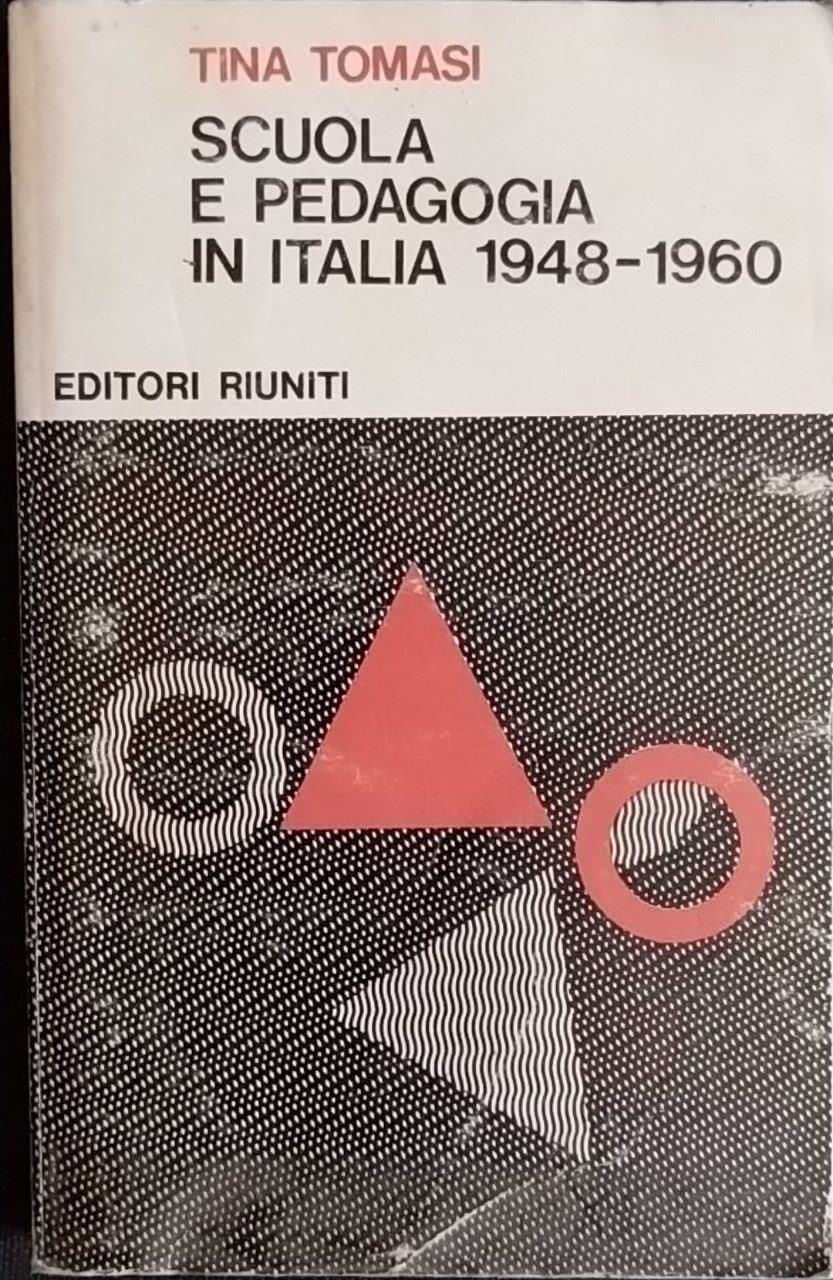 TINA TOMASI
SCUOLA
E PEDAGOGIA
IN ITALIA 1948-1960
EDITORI RIUNITI